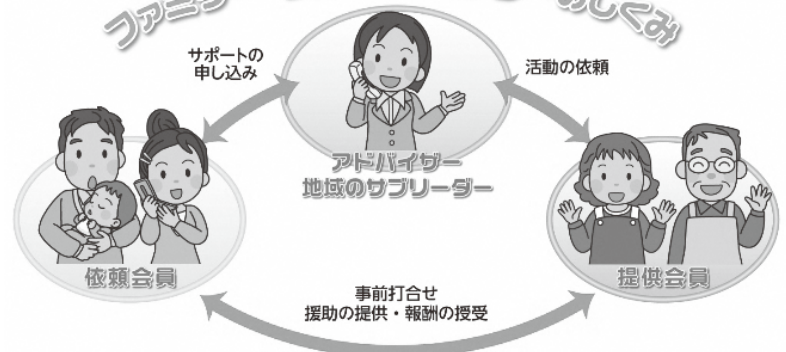 サポートの
申し込み
活動の依頼
アドバイザー
地域のサブリーダー
依頼会員
提供会員
事前打合せ
援助の提供・報酬の授受